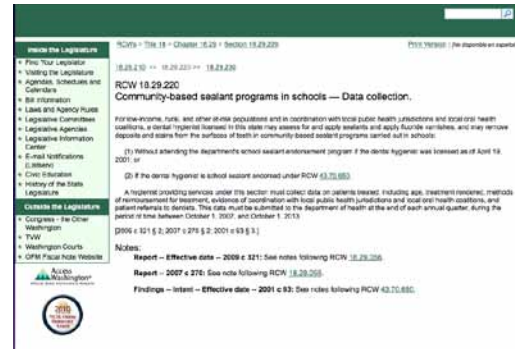 Inside the Legislature
Find Your Legislator
Visiting the Legislature
Agendas, Schedules and
Calendars
Bill Information
Laws and Agency Rules
Legislative Committees
Legislative Agencies
Legislative Information
Center
E-mail Notifications
(Listserv)
Civic Education
History of the State
Legislature
Outside the Legislature
Congress - the Other
Washington
TVW
Washington Courts
OFM Fiscal Note Website
Access
Washington
RCWs > Title 18 > Chapter 18.29 > Section 18.29.220
Print Version | [No disponible en español]
18.29.210 << 18.29.220 >> 18.29.230
RCW 18.29.220
Community-based sealant programs in schools — Data collection.
For low-income, rural, and other at-risk populations and in coordination with local public health jurisdictions and local oral health
coalitions, a dental hygienist licensed in this state may assess for and apply sealants and apply fluoride varnishes, and may remove
deposits and stains from the surfaces of teeth in community-based sealant programs carried out in schools:
(1) Without attending the department's school sealant endorsement program if the dental hygienist was licensed as of April 19,
2001; or
(2) If the dental hygienist is school sealant endorsed under RCW 43.70.650.
A hygienist providing services under this section must collect data on patients treated, including age, treatment rendered, methods
of reimbursement for treatment, evidence of coordination with local public health jurisdictions and local oral health coalitions, and
patient referrals to dentists. This data must be submitted to the department of health at the end of each annual quarter, during the
period of time between October 1, 2007, and October 1, 2013.
[2009 c 321 § 2; 2007 c 270 § 2; 2001 c 93 § 3.]
Notes:
Report -- Effective date -- 2009 c 321: See notes following RCW
Report -- 2007 c 270: See note following RCW
Findings -- Intent -- Effective date -- 2001 c 93: See notes following RCW 43.70.650.